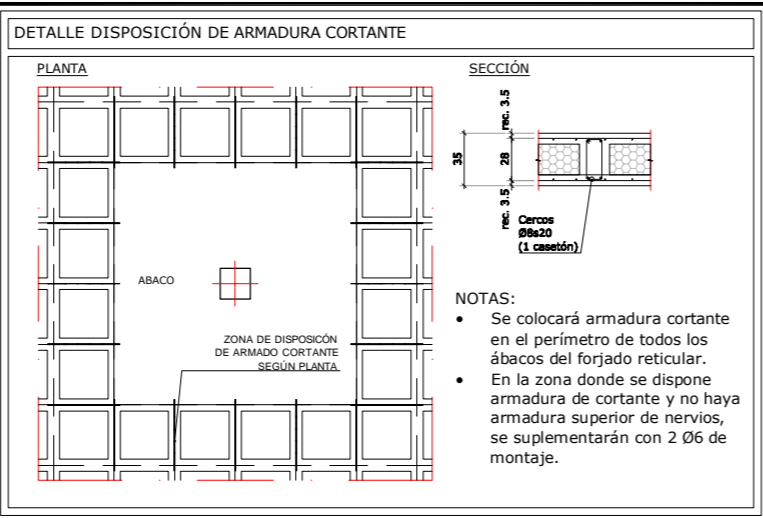 DETALLE DISPOSICIÓN DE ARMADURA CORTANTE
PLANTA
ABACO
ZONA DE DISPOSICÓN
DE ARMADO CORTANTE
SEGÚN PLANTA
SECCIÓN
rec. 3.5
35
28
rec. 3.5
Cercos
Ø8s20
(1 casetón)
NOTAS:
• Se colocará armadura cortante
en el perímetro de todos los
ábacos del forjado reticular.
• En la zona donde se dispone
armadura de cortante y no haya
armadura superior de nervios,
se suplementarán con 2 Ø6 de
montaje.